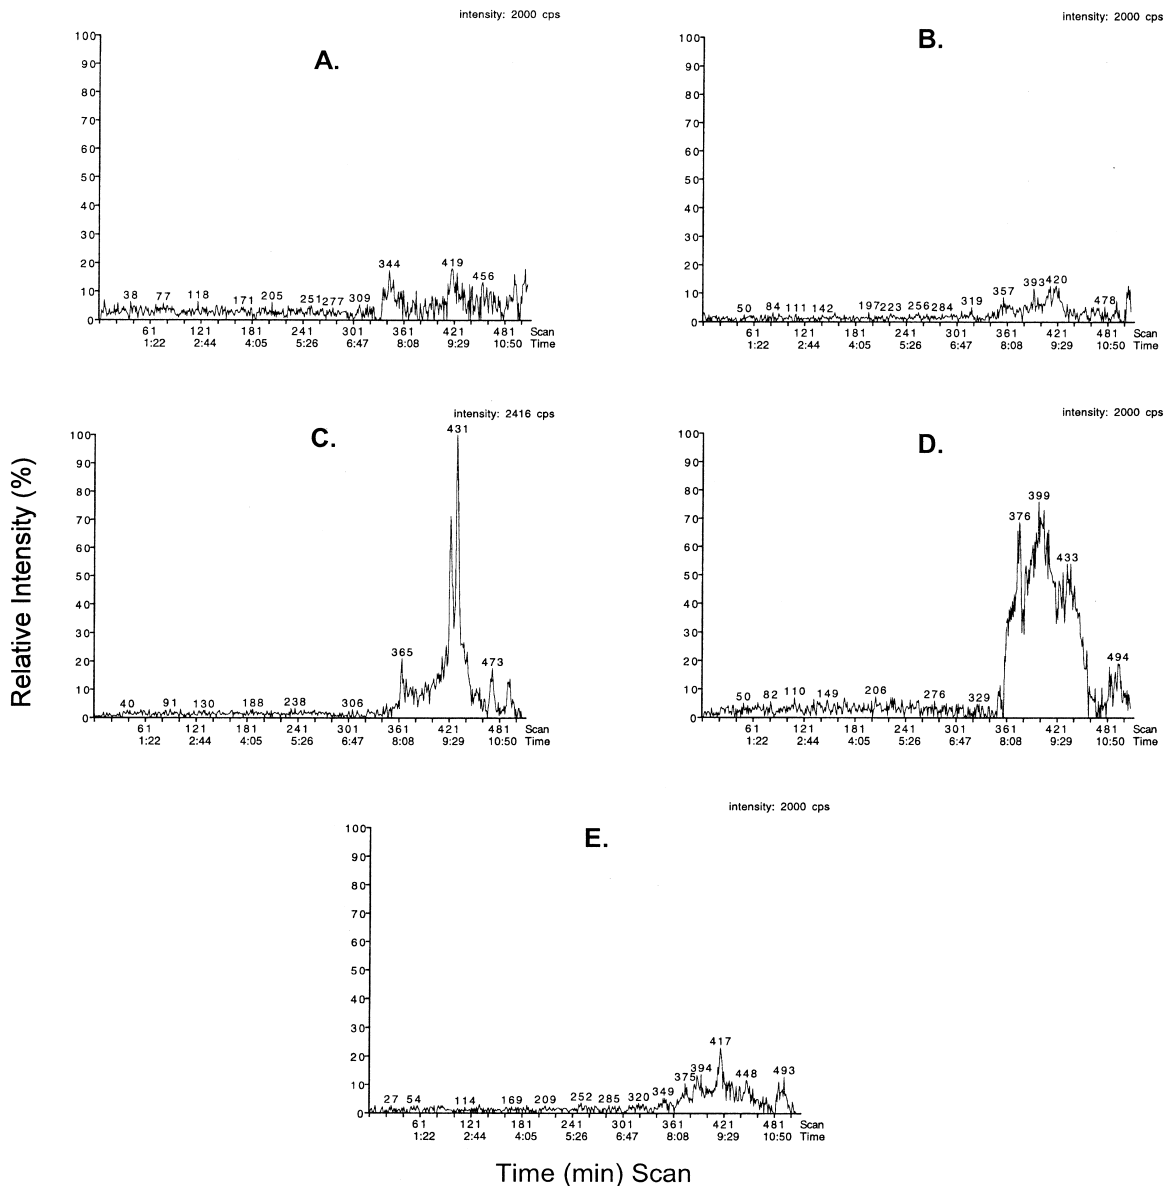 intensity: 2000 cps
A.
100
90
80
70
60
50
40
30
20
10
0
38 77 118 171 205 251 277 309 344 419 456
61 121 181 241 301 361 421 481 Scan
1:22 2:44 4:05 5:26 6:47 8:08 9:29 10:50 Time
intensity: 2000 cps
B.
100
90
80
70
60
50
40
30
20
10
0
50 84 111 142 197 223 256 284 319 357 393 420 478
61 121 181 241 301 361 421 481 Scan
1:22 2:44 4:05 5:26 6:47 8:08 9:29 10:50 Time
Relative Intensity (%)
intensity: 2416 cps
C.
100
90
80
70
60
50
40
30
20
10
0
40 91 130 188 238 306 365 431 473
61 121 181 241 301 361 421 481 Scan
1:22 2:44 4:05 5:26 6:47 8:08 9:29 10:50 Time
intensity: 2000 cps
D.
100
90
80
70
60
50
40
30
20
10
0
50 82 110 149 206 276 329 376 399 433 494
61 121 181 241 301 361 421 481 Scan
1:22 2:44 4:05 5:26 6:47 8:08 9:29 10:50 Time
intensity: 2000 cps
E.
100
90
80
70
60
50
40
30
20
10
0
27 54 114 169 209 252 285 320 349 375 394 417 448 493
61 121 181 241 301 361 421 481 Scan
1:22 2:44 4:05 5:26 6:47 8:08 9:29 10:50 Time
Time (min) Scan